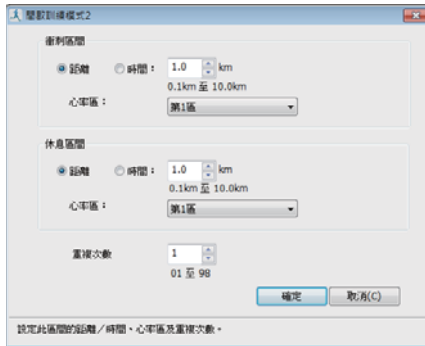 間歇訓練模式2
衝刺區間
距離 時間： 1.0 km
0.1km 至 10.0km
心率區： 第1區
休息區間
距離 時間： 1.0 km
0.1km 至 10.0km
心率區： 第1區
重複次數 1
01 至 98
確定 取消(C)
設定此區間的距離／時間、心率區及重複次數。